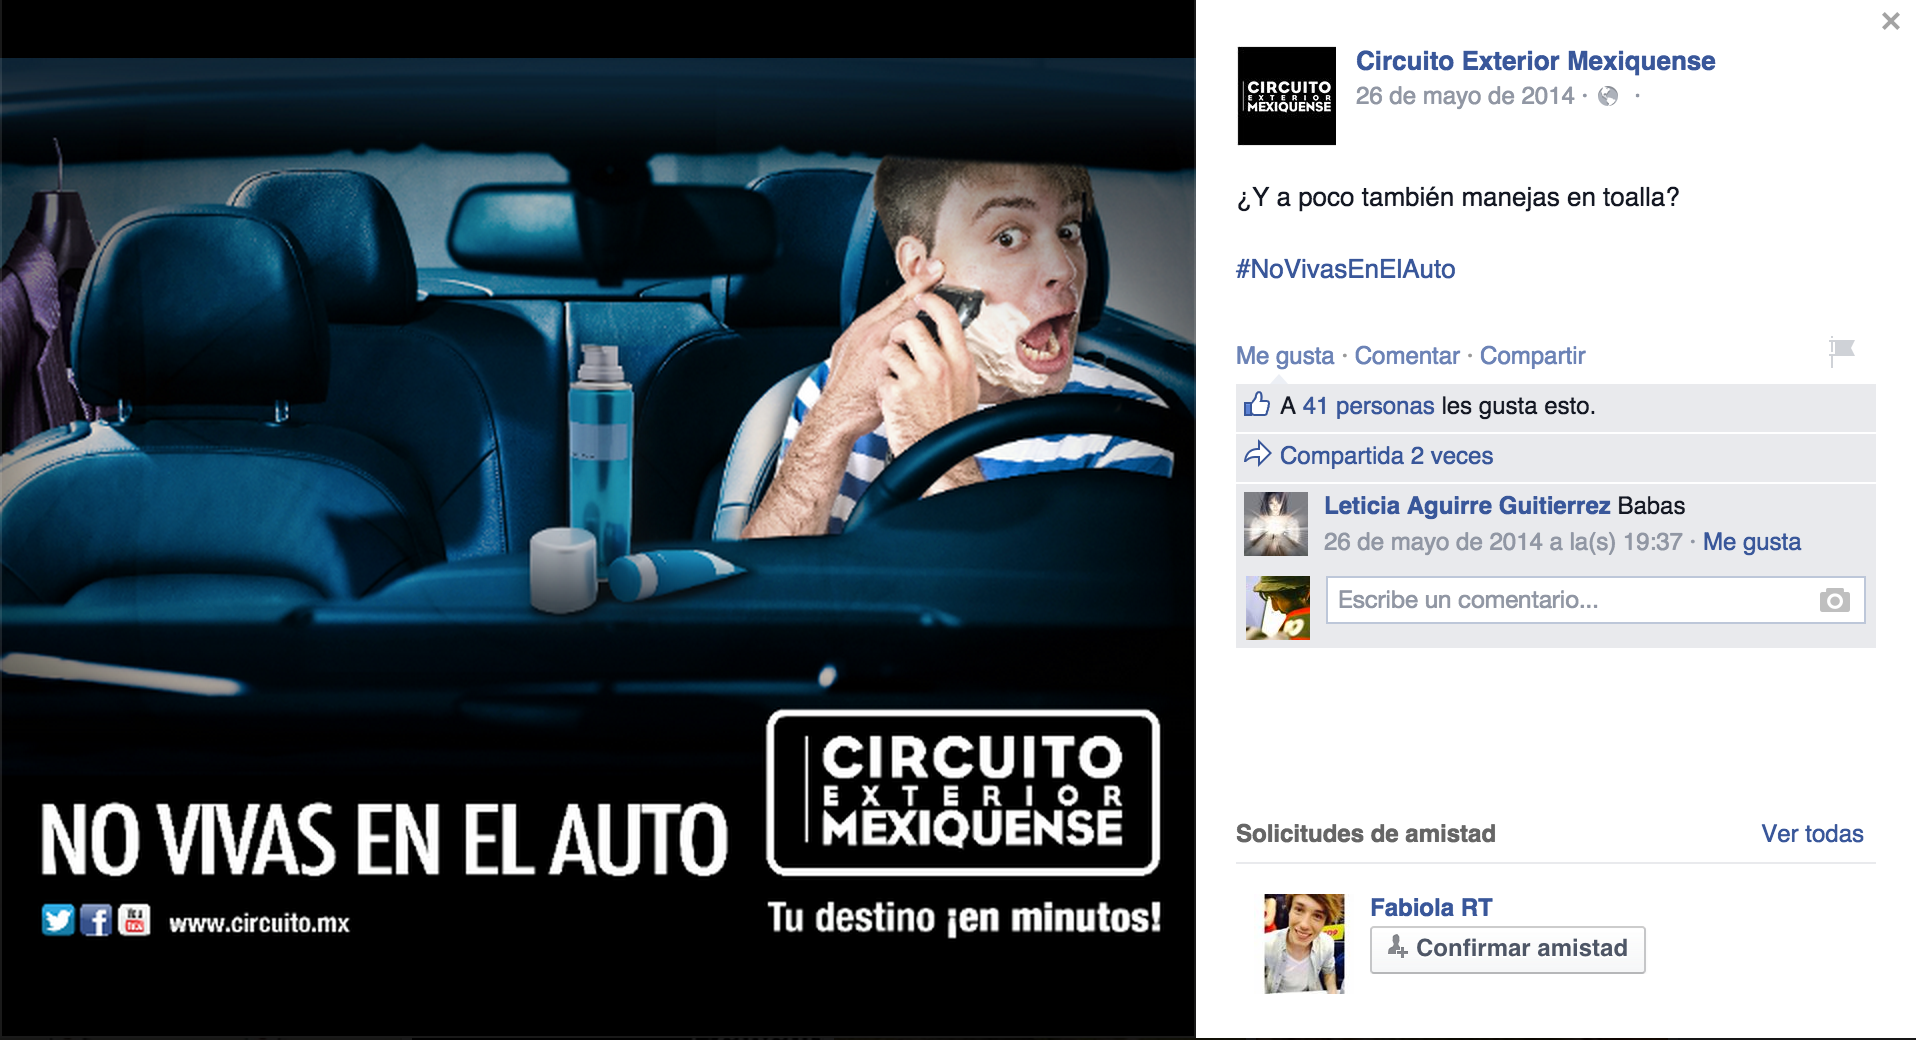 NO VIVAS EN EL AUTO
www.circuito.mx
CIRCUITO
EXTERIOR
MEXIQUENSE
Tu destino ¡en minutos!
CIRCUITO
EXTERIOR
MEXIQUENSE
Circuito Exterior Mexiquense
26 de mayo de 2014 · ·
¿Y a poco también manejas en toalla?
#NoVivasEnElAuto
Me gusta · Comentar · Compartir
A 41 personas les gusta esto.
Compartida 2 veces
Leticia Aguirre Guitierrez Babas
26 de mayo de 2014 a la(s) 19:37 · Me gusta
Escribe un comentario...
Solicitudes de amistad Ver todas
Fabiola RT
Confirmar amistad